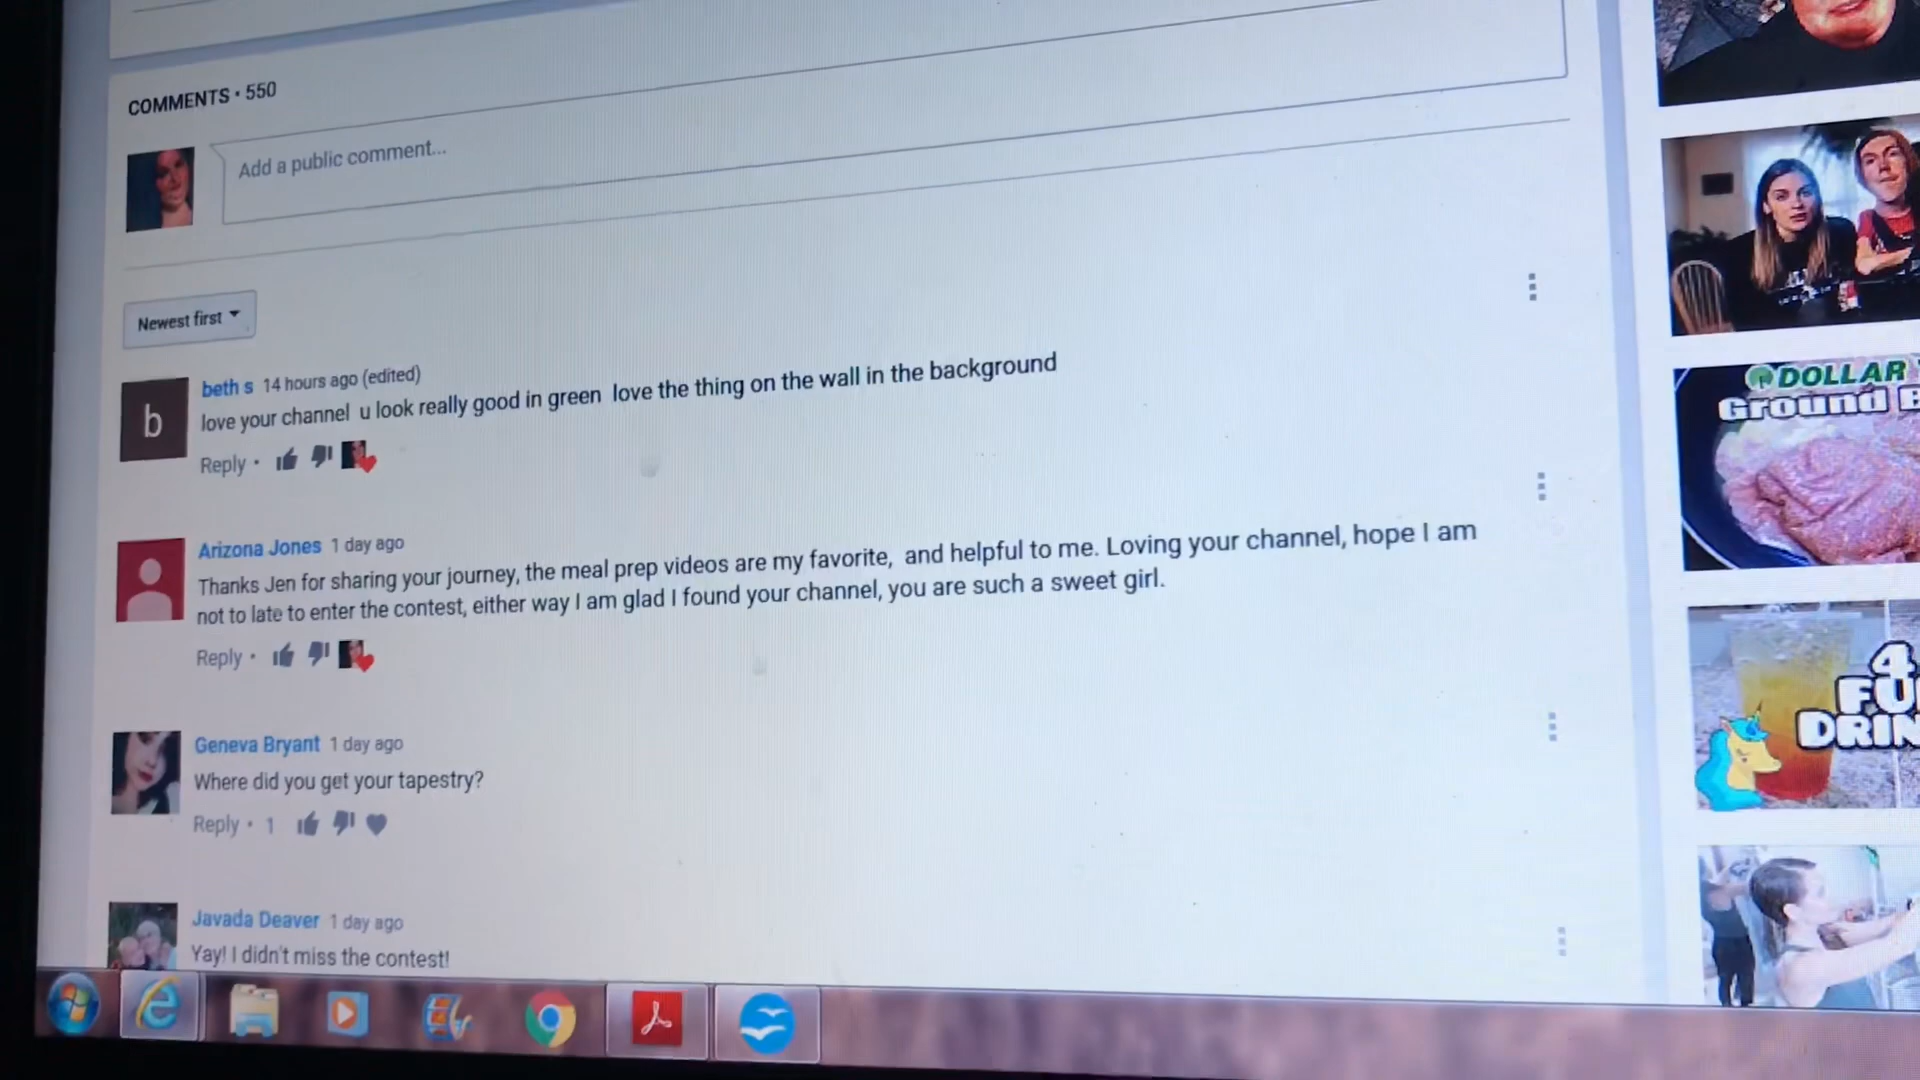 COMMENTS • 550
Add a public comment...
Newest first
beth s 14 hours ago (edited)
love your channel u look really good in green love the thing on the wall in the background
Reply •
b
Arizona Jones 1 day ago
Thanks Jen for sharing your journey, the meal prep videos are my favorite, and helpful to me. Loving your channel, hope I am
not to late to enter the contest, either way I am glad I found your channel, you are such a sweet girl.
Reply •
Geneva Bryant 1 day ago
Where did you get your tapestry?
Reply • 1
Javada Deaver 1 day ago
Yay! I didn't miss the contest!
DOLLAR
Ground
4
DRIN